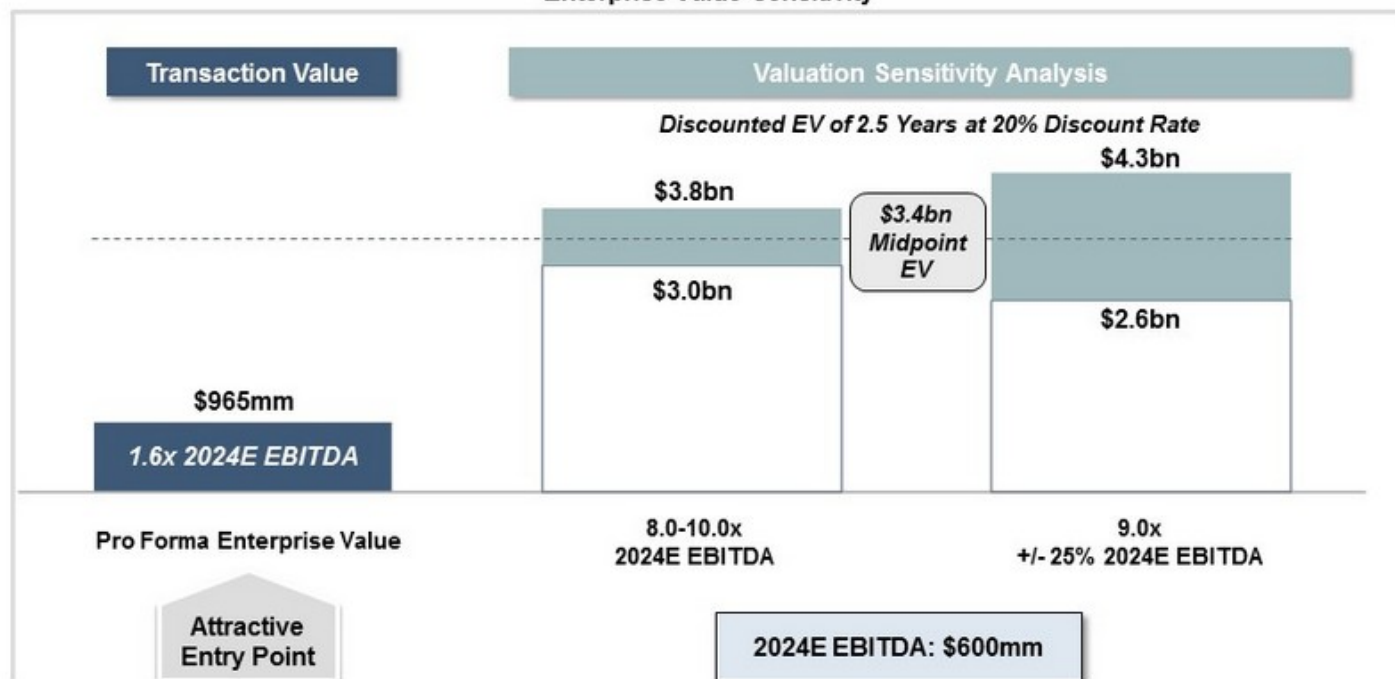 Transaction Value
Valuation Sensitivity Analysis
Discounted EV of 2.5 Years at 20% Discount Rate
$4.3bn
$3.8bn
$3.4bn
Midpoint
EV
$3.0bn
$2.6bn
$965mm
1.6x 2024E EBITDA
Pro Forma Enterprise Value
8.0-10.0x
2024E EBITDA
9.0x
+/- 25% 2024E EBITDA
Attractive
Entry Point
2024E EBITDA: $600mm